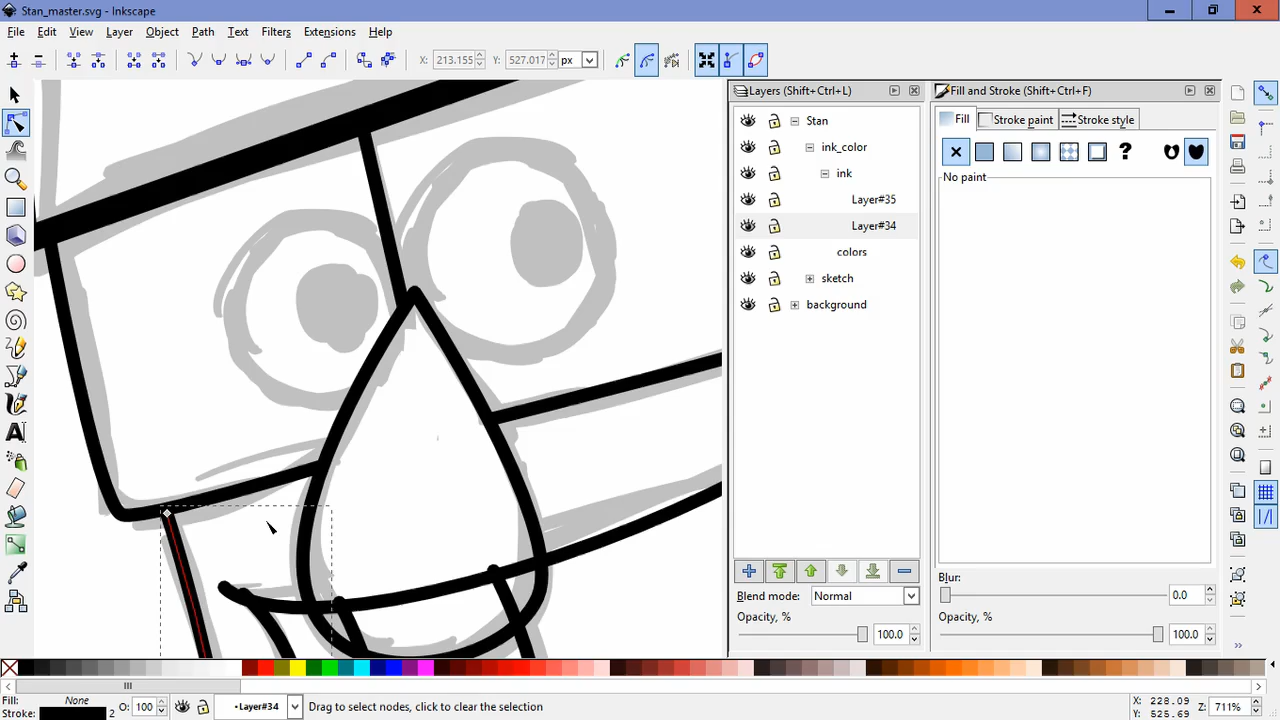 Stan_master.svg - Inkscape
File Edit View Layer Object Path Text Filters Extensions Help
X: 213.155 Y: 527.017 px
Layers (Shift+Ctrl+L)
Stan
ink_color
ink
Layer#35
Layer#34
colors
sketch
background
Blend mode: Normal
Opacity, %
100.0
Fill and Stroke (Shift+Ctrl+F)
Fill Stroke paint Stroke style
No paint
Blur:
0.0
Opacity, %
100.0
Fill: None
Stroke: 2
O: 100
•Layer#34
Drag to select nodes, click to clear the selection
X: 228.09
Y: 525.69
Z: 711%